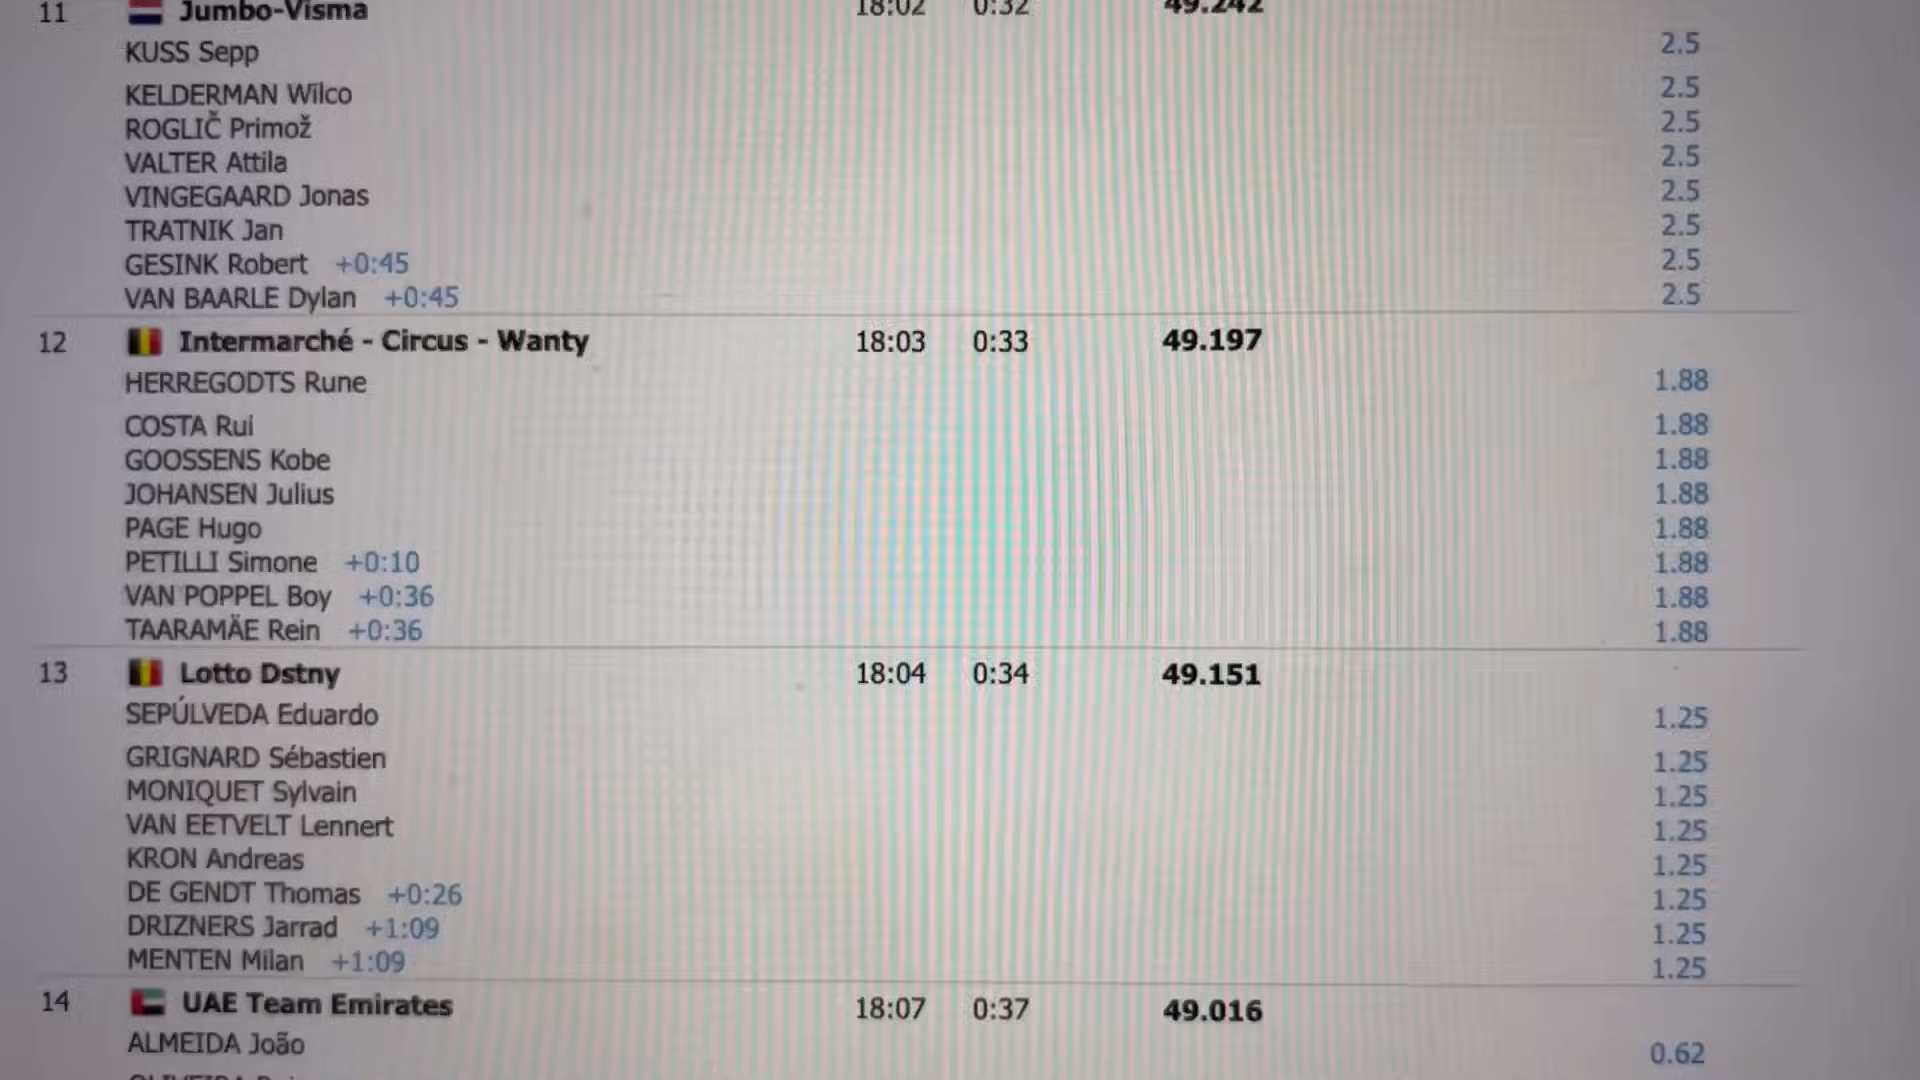 11 Jumbo-Visma 18:02 0:32 49.242
KUSS Sepp 2.5
KELDERMAN Wilco 2.5
ROGLIČ Primož 2.5
VALTER Attila 2.5
VINGEGAARD Jonas 2.5
TRATNIK Jan 2.5
GESINK Robert +0:45 2.5
VAN BAARLE Dylan +0:45 2.5
12 Intermarché - Circus - Wanty 18:03 0:33 49.197
HERREGODTS Rune 1.88
COSTA Rui 1.88
GOOSSENS Kobe 1.88
JOHANSEN Julius 1.88
PAGE Hugo 1.88
PETILLI Simone +0:10 1.88
VAN POPPEL Boy +0:36 1.88
TAARAMÄE Rein +0:36 1.88
13 Lotto Dstny 18:04 0:34 49.151
SEPÚLVEDA Eduardo 1.25
GRIGNARD Sébastien 1.25
MONIQUET Sylvain 1.25
VAN EETVELT Lennert 1.25
KRON Andreas 1.25
DE GENDT Thomas +0:26 1.25
DRIZNERS Jarrad +1:09 1.25
MENTEN Milan +1:09 1.25
14 UAE Team Emirates 18:07 0:37 49.016
ALMEIDA João 0.62